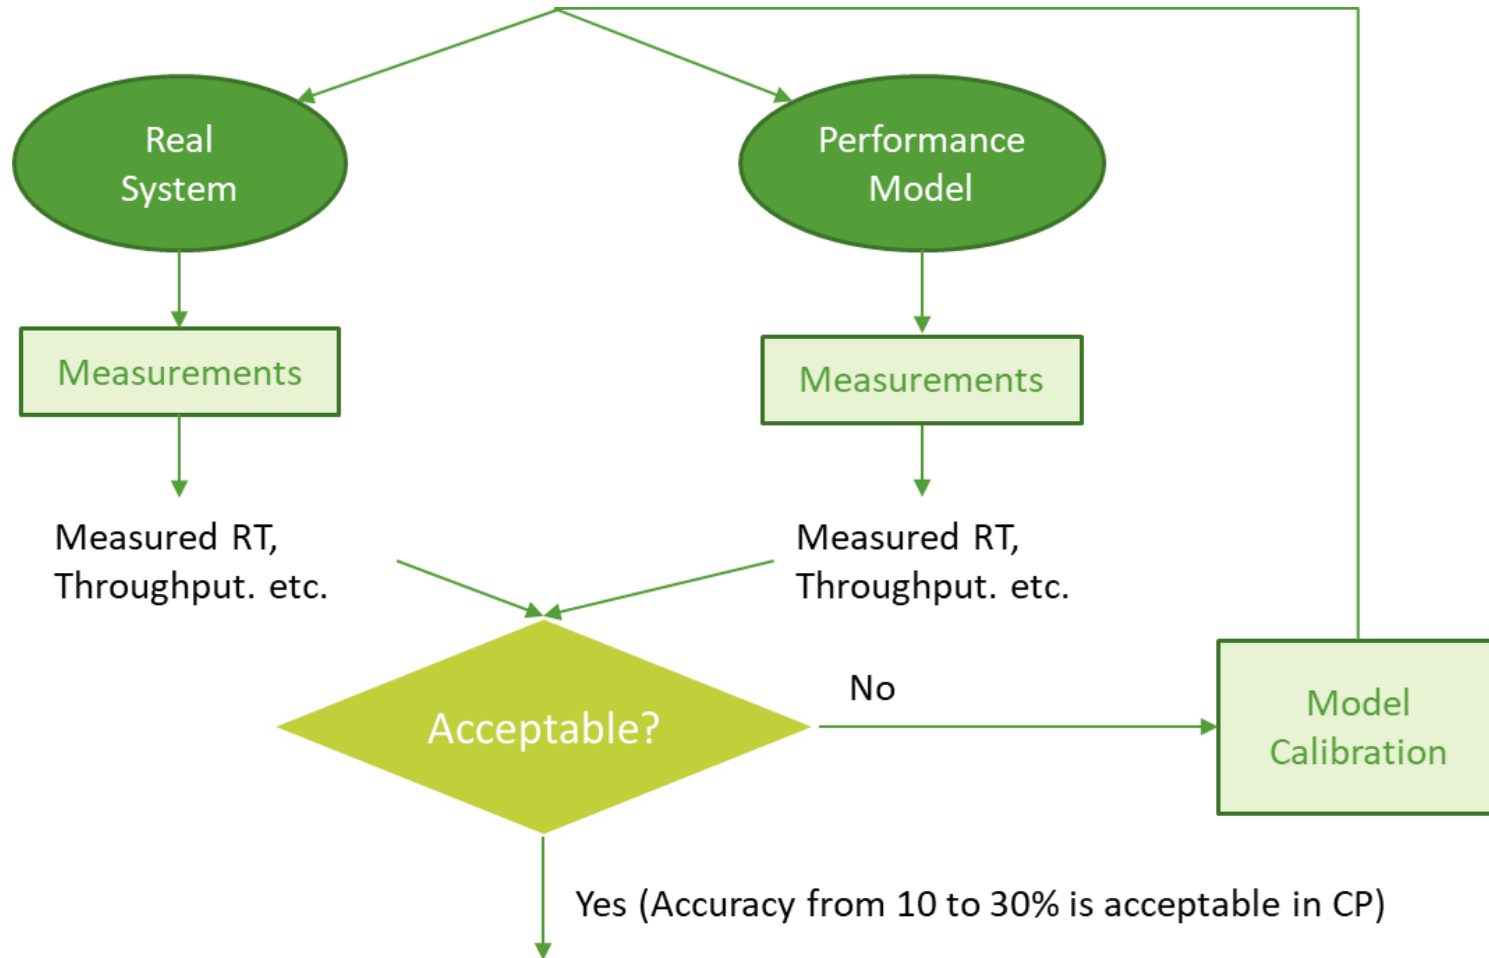 Real
System
Performance
Model
Measurements
Measurements
Measured RT,
Throughput. etc.
Measured RT,
Throughput. etc.
Acceptable?
No
Model
Calibration
Yes (Accuracy from 10 to 30% is acceptable in CP)